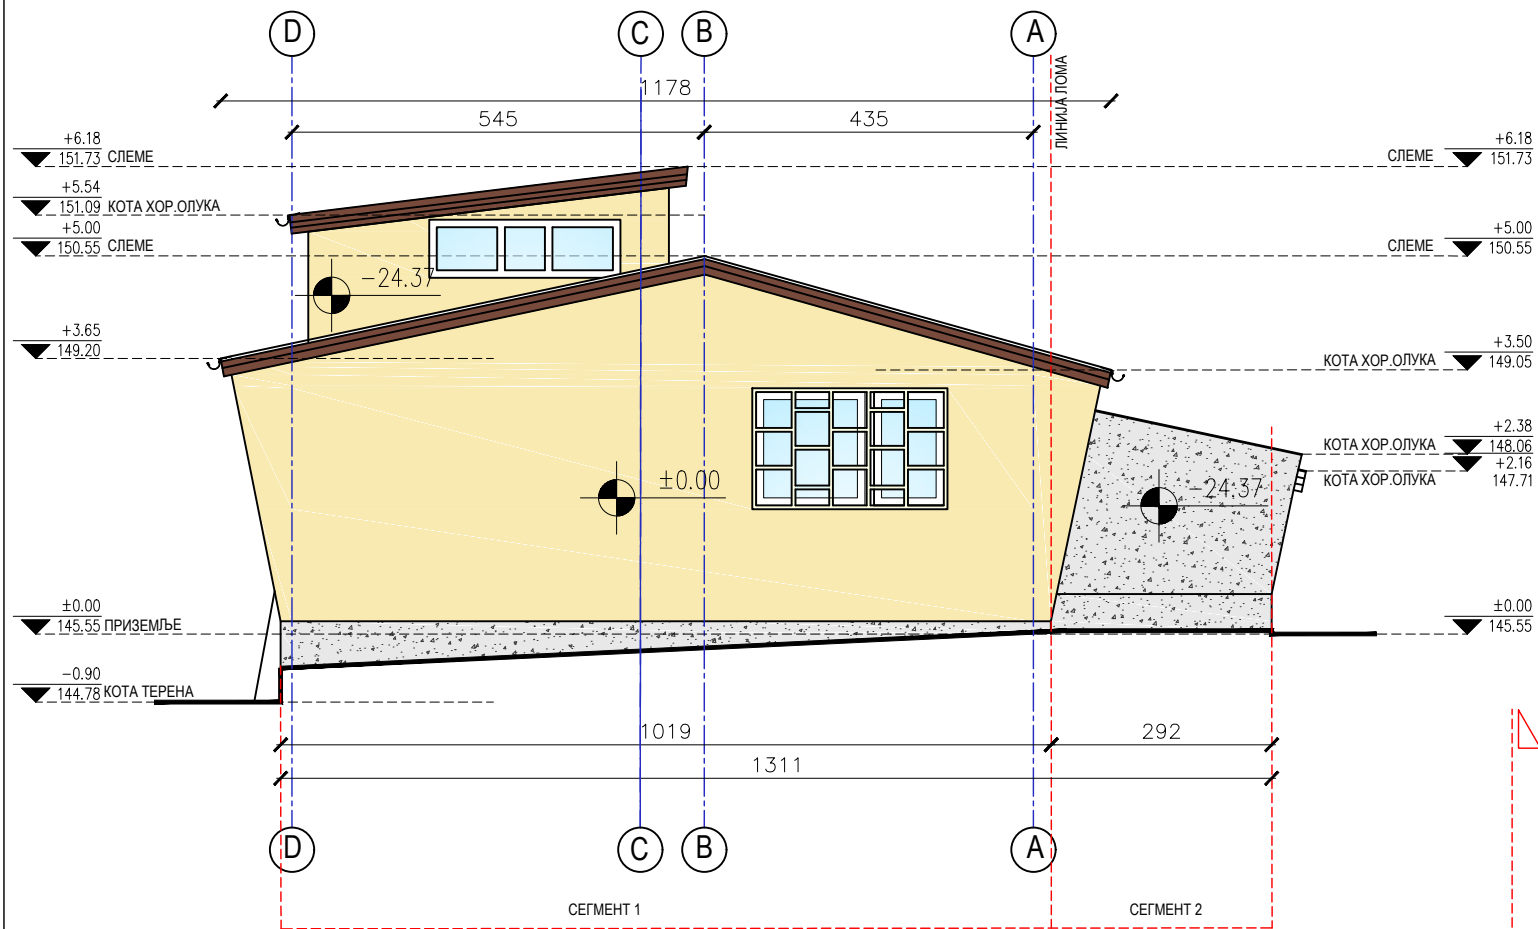 D
C
B
A
ЛИНИЈА ЛОМА
1178
545
435
+6.18
151.73 СЛЕМЕ
+5.54
151.09 КОТА ХОР.ОЛУКА
+5.00
150.55 СЛЕМЕ
+3.65
149.20
±0.00
145.55 ПРИЗЕМЉЕ
-0.90
144.78 КОТА ТЕРЕНА
-24.37
±0.00
-24.37
+6.18
СЛЕМЕ 151.73
+5.00
СЛЕМЕ 150.55
+3.50
КОТА ХОР.ОЛУКА 149.05
+2.38
КОТА ХОР.ОЛУКА 148.06
+2.16
КОТА ХОР.ОЛУКА 147.71
±0.00
145.55
1019
292
1311
D
C
B
A
СЕГМЕНТ 1
СЕГМЕНТ 2